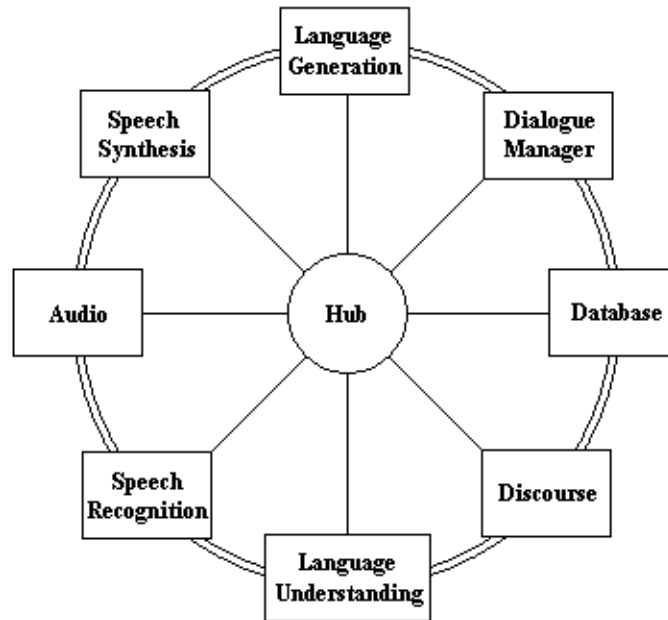 Language
Generation
Speech
Synthesis
Dialogue
Manager
Audio
Hub
Database
Speech
Recognition
Discourse
Language
Understanding